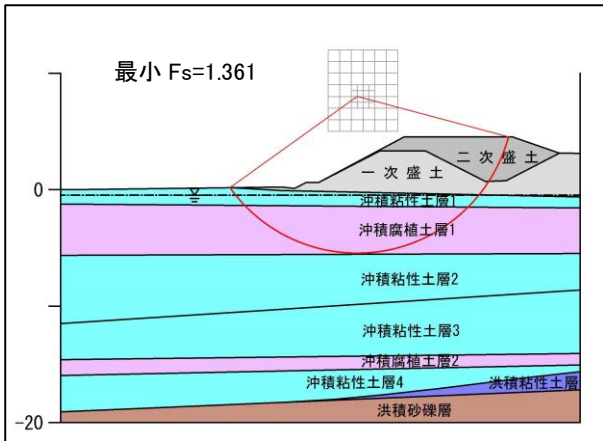 最小 Fs=1.361
二 次 盛 土
一 次 盛 土
0
沖積粘性土層1
沖積腐植土層1
沖積粘性土層2
-10
沖積粘性土層3
沖積腐植土層2
沖積粘性土層4
洪積粘性土層
洪積砂礫層
-20